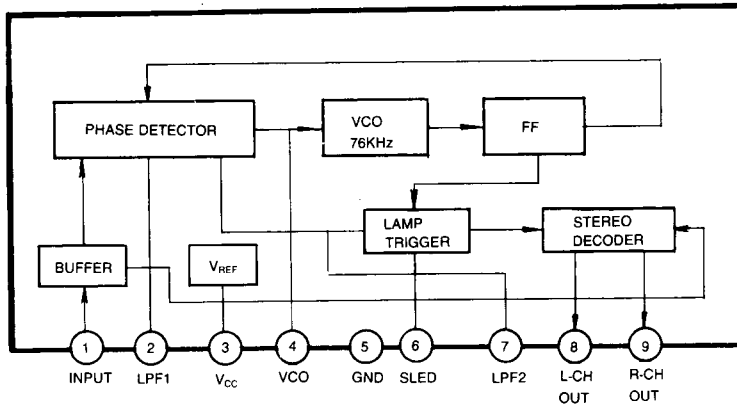 PHASE DETECTOR
VCO
76KHz
FF
LAMP
TRIGGER
STEREO
DECODER
BUFFER
VREF
1
2
3
4
5
6
7
8
9
INPUT
LPF1
VCC
VCO
GND
SLED
LPF2
L-CH
OUT
R-CH
OUT